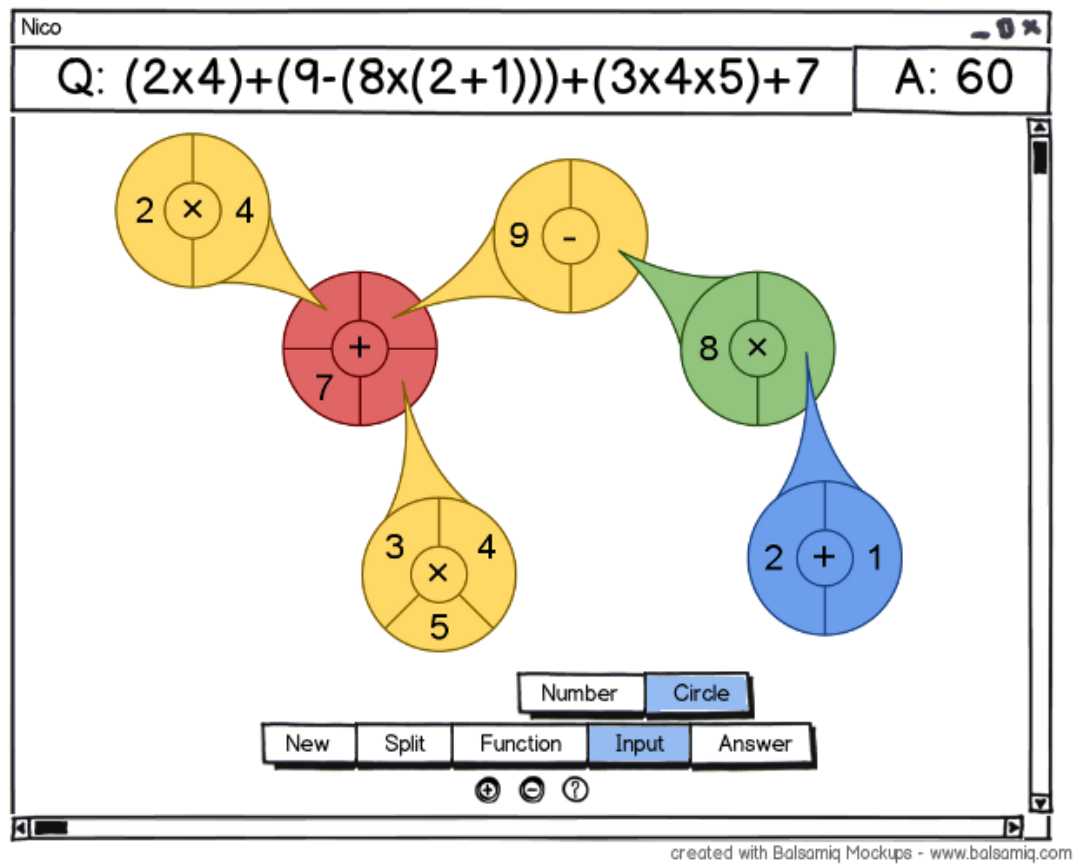 Nico
Q: (2x4)+(9-(8x(2+1)))+(3x4x5)+7
A: 60
2 × 4
9 -
8 ×
+
7
3 × 4
5
2 + 1
Number Circle
New Split Function Input Answer
+ - ?
created with Balsamiq Mockups - www.balsamiq.com